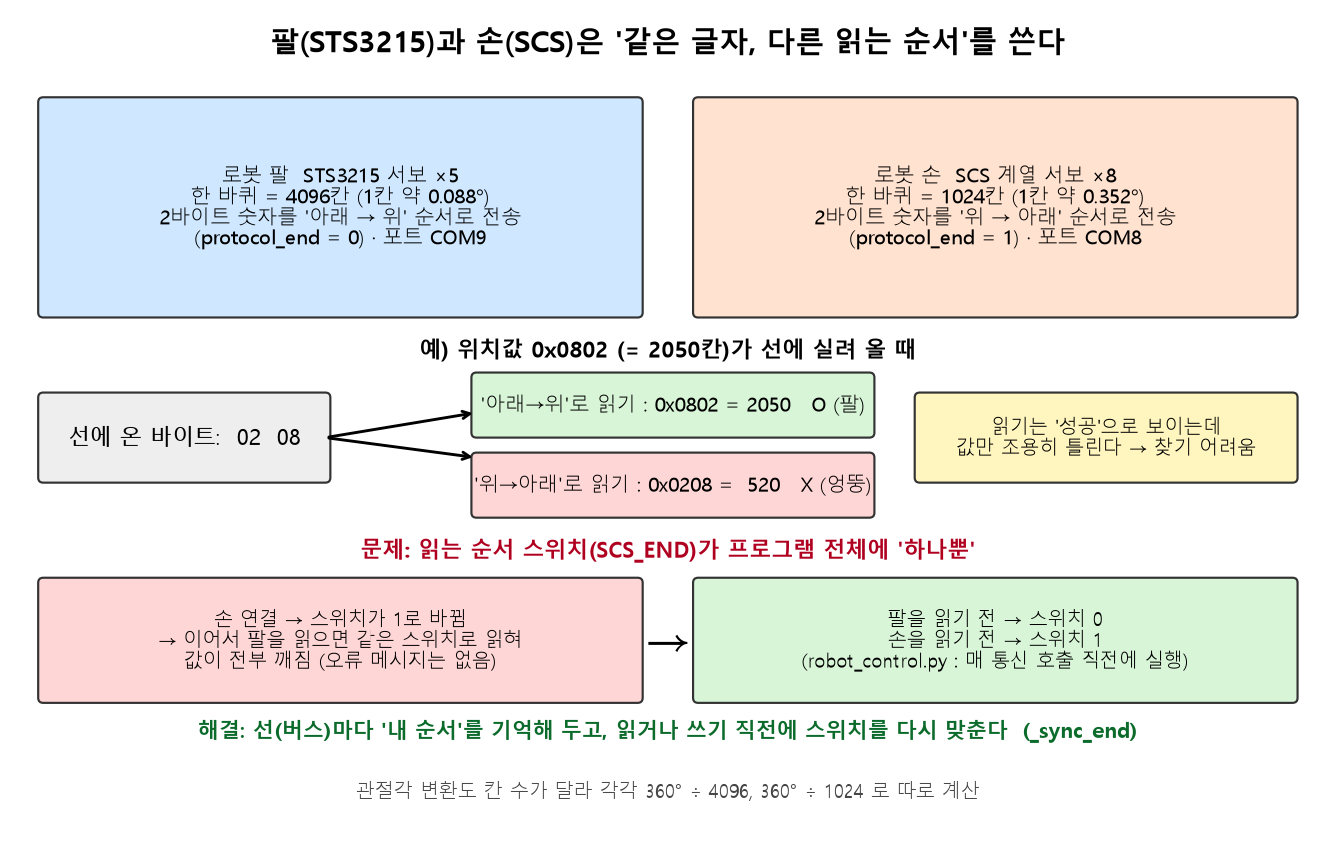 팔(STS3215)과 손(SCS)은 '같은 글자, 다른 읽는 순서'를 쓴다
로봇 팔  STS3215 서보 ×5
한 바퀴 = 4096칸 (1칸 약 0.088°)
2바이트 숫자를 '아래 → 위' 순서로 전송
(protocol_end = 0) · 포트 COM9
로봇 손  SCS 계열 서보 ×8
한 바퀴 = 1024칸 (1칸 약 0.352°)
2바이트 숫자를 '위 → 아래' 순서로 전송
(protocol_end = 1) · 포트 COM8
예) 위치값 0x0802 (= 2050칸)가 선에 실려 올 때
선에 온 바이트:  02  08
'아래→위'로 읽기 : 0x0802 = 2050   O (팔)
'위→아래'로 읽기 : 0x0208 =  520   X (엉뚱)
읽기는 '성공'으로 보이는데
값만 조용히 틀린다 → 찾기 어려움
문제: 읽는 순서 스위치(SCS_END)가 프로그램 전체에 '하나뿐'
손 연결 → 스위치가 1로 바뀜
→ 이어서 팔을 읽으면 같은 스위치로 읽혀
값이 전부 깨짐 (오류 메시지는 없음)
팔을 읽기 전 → 스위치 0
손을 읽기 전 → 스위치 1
(robot_control.py : 매 통신 호출 직전에 실행)
해결: 선(버스)마다 '내 순서'를 기억해 두고, 읽거나 쓰기 직전에 스위치를 다시 맞춘다  (_sync_end)
관절각 변환도 칸 수가 달라 각각 360° ÷ 4096, 360° ÷ 1024 로 따로 계산